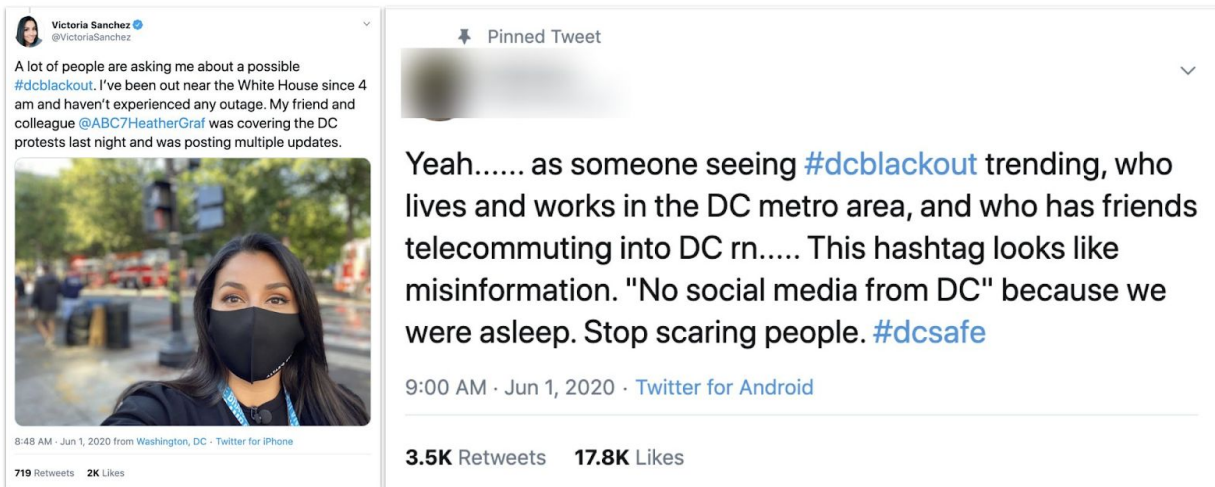 Victoria Sanchez
@VictoriaSanchez
A lot of people are asking me about a possible
#dcblackout. I've been out near the White House since 4
am and haven't experienced any outage. My friend and
colleague @ABC7HeatherGraf was covering the DC
protests last night and was posting multiple updates.
8:48 AM · Jun 1, 2020 from Washington, DC · Twitter for iPhone
719 Retweets 2K Likes
Pinned Tweet
Yeah...... as someone seeing #dcblackout trending, who
lives and works in the DC metro area, and who has friends
telecommuting into DC rn..... This hashtag looks like
misinformation. "No social media from DC" because we
were asleep. Stop scaring people. #dcsafe
9:00 AM · Jun 1, 2020 · Twitter for Android
3.5K Retweets 17.8K Likes